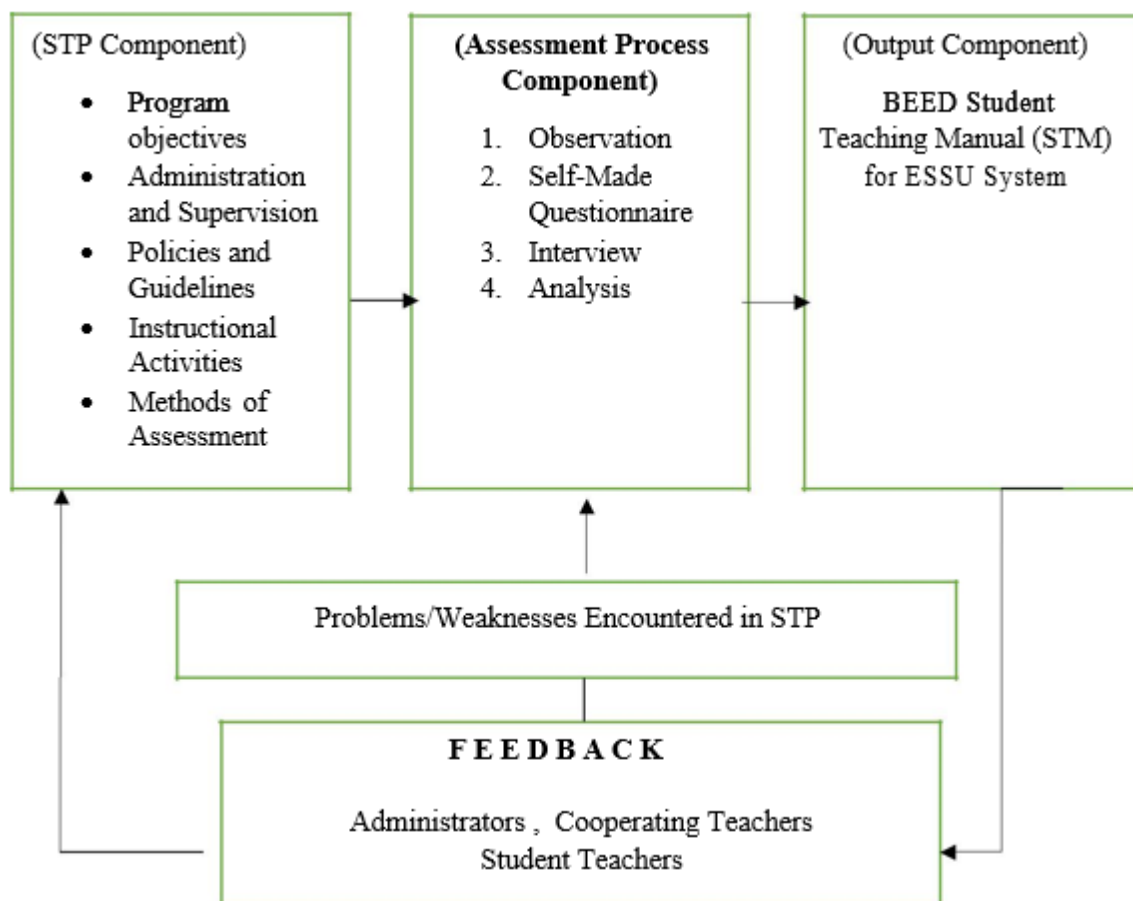 (STP Component)
• Program
objectives
• Administration
and Supervision
• Policies and
Guidelines
• Instructional
Activities
• Methods of
Assessment
(Assessment Process
Component)
1. Observation
2. Self-Made
Questionnaire
3. Interview
4. Analysis
(Output Component)
BEED Student
Teaching Manual (STM)
for ESSU System
Problems/Weaknesses Encountered in STP
F E E D B A C K
Administrators , Cooperating Teachers
Student Teachers